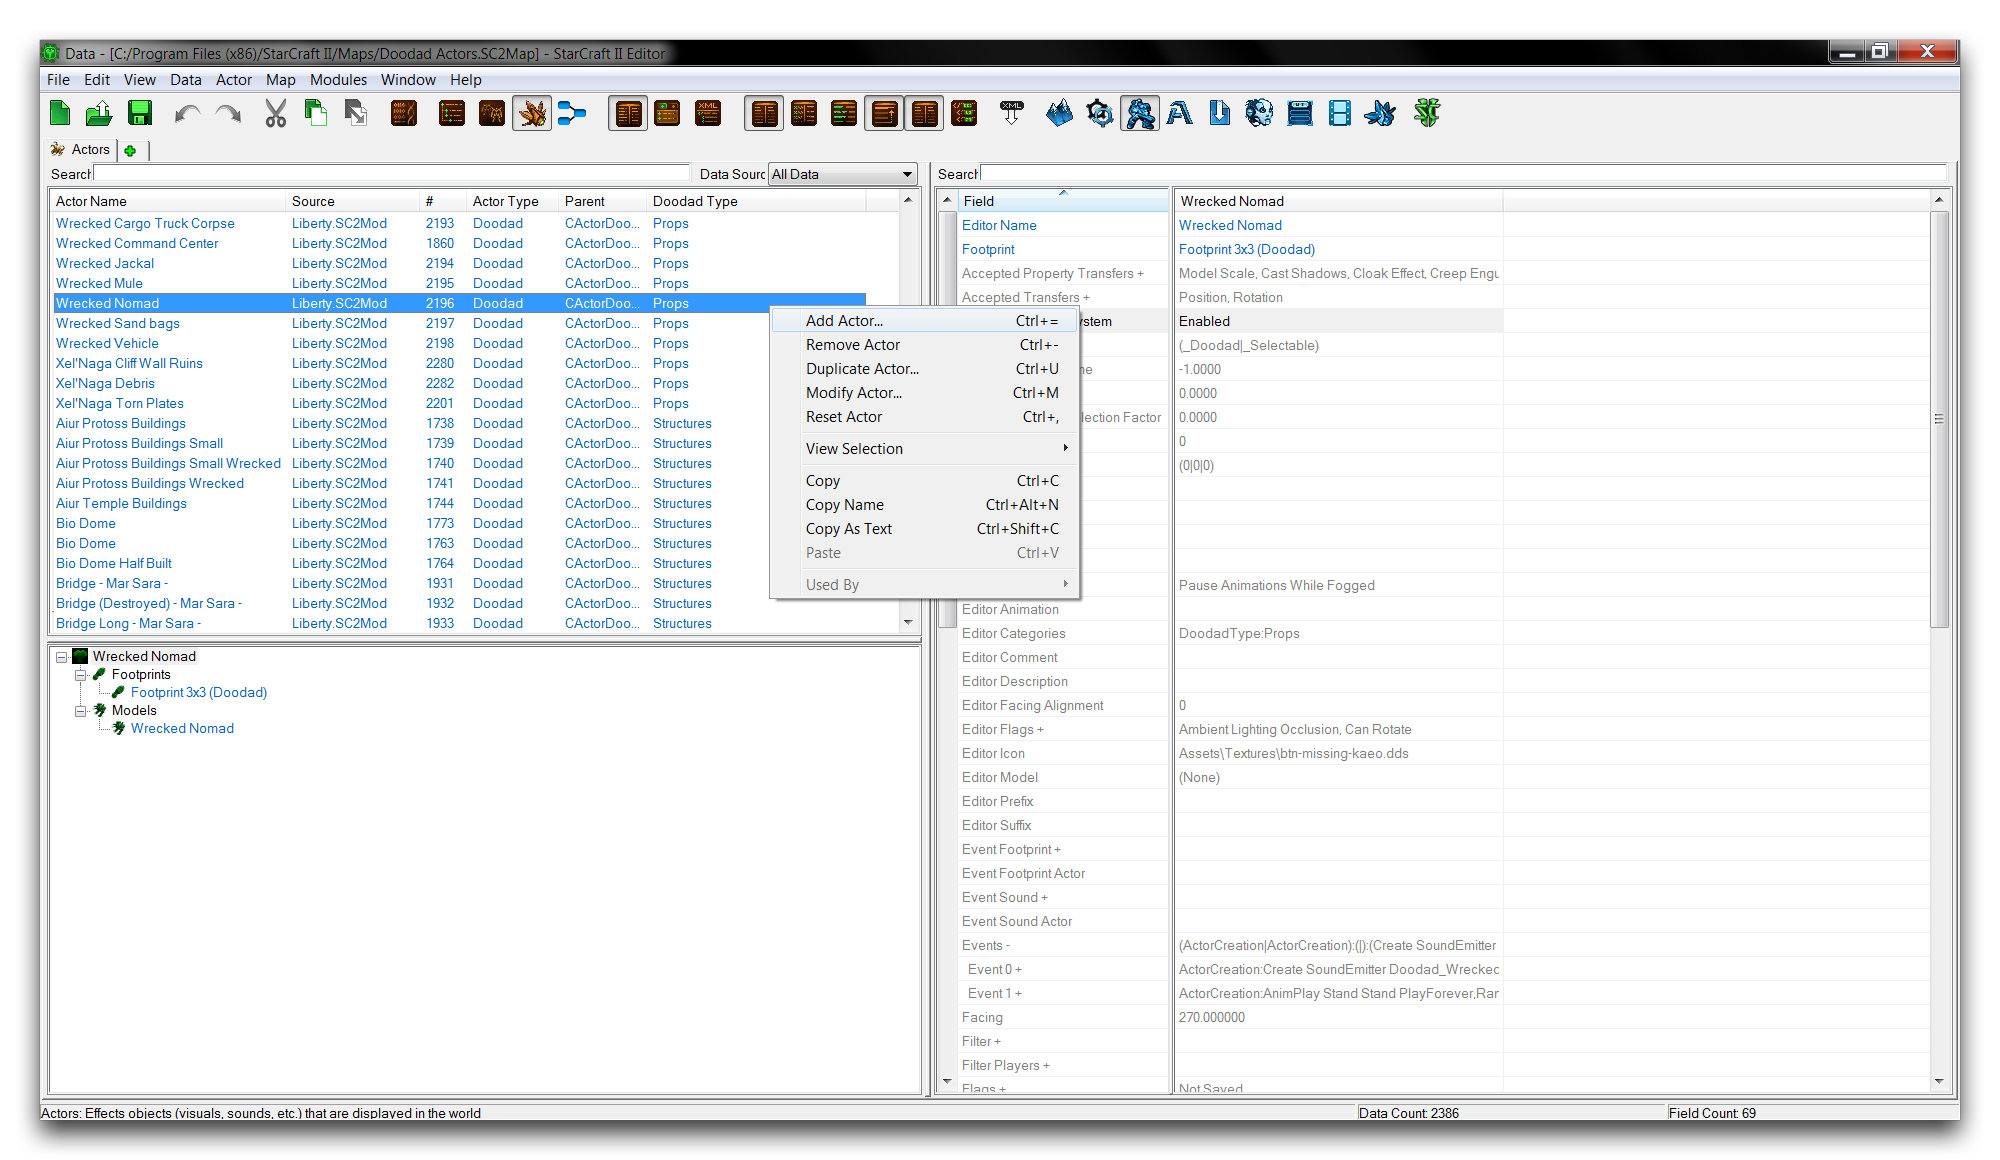 Data - [C:/Program Files (x86)/StarCraft II/Maps/Doodad Actors.SC2Map] - StarCraft II Editor
File Edit View Data Actor Map Modules Window Help
XML
XML
Actors
Search
Data Sourc All Data
Actor Name Source # Actor Type Parent Doodad Type
Wrecked Cargo Truck Corpse Liberty.SC2Mod 2193 Doodad CActorDoo... Props
Wrecked Command Center Liberty.SC2Mod 1860 Doodad CActorDoo... Props
Wrecked Jackal Liberty.SC2Mod 2194 Doodad CActorDoo... Props
Wrecked Mule Liberty.SC2Mod 2195 Doodad CActorDoo... Props
Wrecked Nomad Liberty.SC2Mod 2196 Doodad CActorDoo... Props
Wrecked Sand bags Liberty.SC2Mod 2197 Doodad CActorDoo... Props
Wrecked Vehicle Liberty.SC2Mod 2198 Doodad CActorDoo... Props
Xel'Naga Cliff Wall Ruins Liberty.SC2Mod 2280 Doodad CActorDoo... Props
Xel'Naga Debris Liberty.SC2Mod 2282 Doodad CActorDoo... Props
Xel'Naga Torn Plates Liberty.SC2Mod 2201 Doodad CActorDoo... Props
Aiur Protoss Buildings Liberty.SC2Mod 1738 Doodad CActorDoo... Structures
Aiur Protoss Buildings Small Liberty.SC2Mod 1739 Doodad CActorDoo... Structures
Aiur Protoss Buildings Small Wrecked Liberty.SC2Mod 1740 Doodad CActorDoo... Structures
Aiur Protoss Buildings Wrecked Liberty.SC2Mod 1741 Doodad CActorDoo... Structures
Aiur Temple Buildings Liberty.SC2Mod 1744 Doodad CActorDoo... Structures
Bio Dome Liberty.SC2Mod 1773 Doodad CActorDoo... Structures
Bio Dome Liberty.SC2Mod 1763 Doodad CActorDoo... Structures
Bio Dome Half Built Liberty.SC2Mod 1764 Doodad CActorDoo... Structures
Bridge - Mar Sara - Liberty.SC2Mod 1931 Doodad CActorDoo... Structures
Bridge (Destroyed) - Mar Sara - Liberty.SC2Mod 1932 Doodad CActorDoo... Structures
Bridge Long - Mar Sara - Liberty.SC2Mod 1933 Doodad CActorDoo... Structures
Add Actor... Ctrl+=
Remove Actor Ctrl+-
Duplicate Actor... Ctrl+U
Modify Actor... Ctrl+M
Reset Actor Ctrl+,
View Selection
Copy Ctrl+C
Copy Name Ctrl+Alt+N
Copy As Text Ctrl+Shift+C
Paste Ctrl+V
Used By
Wrecked Nomad
Footprints
Footprint 3x3 (Doodad)
Models
Wrecked Nomad
Search
Field Wrecked Nomad
Editor Name Wrecked Nomad
Footprint Footprint 3x3 (Doodad)
Accepted Property Transfers + Model Scale, Cast Shadows, Cloak Effect, Creep Engu
Accepted Transfers + Position, Rotation
stem Enabled
(_Doodad|_Selectable)
ne -1.0000
0.0000
lection Factor 0.0000
0
(0|0|0)
Pause Animations While Fogged
Editor Animation
Editor Categories DoodadType:Props
Editor Comment
Editor Description
Editor Facing Alignment 0
Editor Flags + Ambient Lighting Occlusion, Can Rotate
Editor Icon Assets\Textures\btn-missing-kaeo.dds
Editor Model (None)
Editor Prefix
Editor Suffix
Event Footprint +
Event Footprint Actor
Event Sound +
Event Sound Actor
Events - (ActorCreation|ActorCreation):(|):(Create SoundEmitter
Event 0 + ActorCreation:Create SoundEmitter Doodad_Wrecked
Event 1 + ActorCreation:AnimPlay Stand Stand PlayForever,Ran
Facing 270.000000
Filter +
Filter Players +
Flags + Not Saved
Actors: Effects objects (visuals, sounds, etc.) that are displayed in the world
Data Count: 2386
Field Count: 69